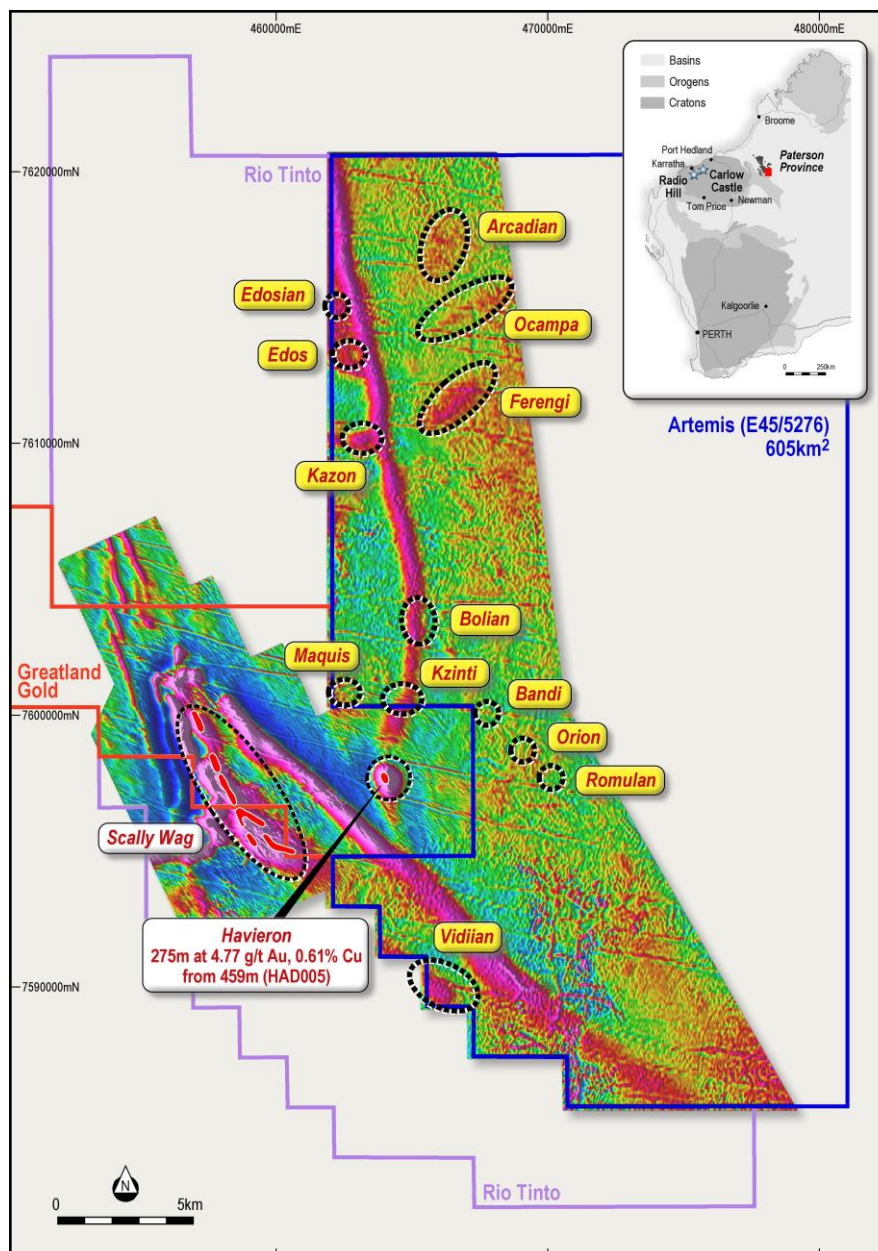 460000mE
470000mE
480000mE
7620000mN
7610000mN
7600000mN
7590000mN
Basins
Orogens
Cratons
Broome
Port Hedland
Karratha
Paterson
Province
Radio
Hill
Carlow
Castle
Tom Price
Newman
Kalgoorlie
PERTH
0
250km
Rio Tinto
Arcadian
Edosian
Ocampa
Edos
Ferengi
Artemis (E45/5276)
605km²
Kazon
Bolian
Maquis
Kzinti
Greatland
Gold
Bandi
Orion
Romulan
Scally Wag
Havieron
275m at 4.77 g/t Au, 0.61% Cu
from 459m (HAD005)
Vidiian
N
0
5km
Rio Tinto